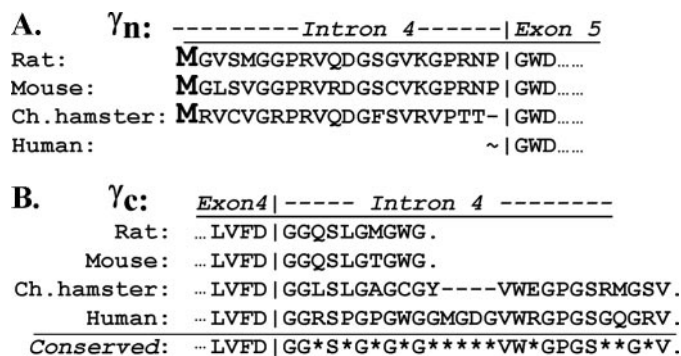 A. γn: ----------Intron 4------|Exon 5
Rat: MGVSMGGPRVQDGSGVKGPRNP|GWD……
Mouse: MGLSVGGPRVRDGSCVKGPRNP|GWD……
Ch.hamster: MRVCVGRPRVQDGFSVRVPTT-|GWD……
Human: ~|GWD……
B. γc: Exon4|----- Intron 4 --------
Rat: …LVFD|GGQSLGMGWG.
Mouse: …LVFD|GGQSLGTGWG.
Ch.hamster: …LVFD|GGLSLGAGCGY----VWEGPGSRMGSV.
Human: …LVFD|GGRSPGPGWGGMGDGVWRGPGSGQGRV.
Conserved: …LVFD|GG*S*G*G*G*****VW*GPGS**G*V.